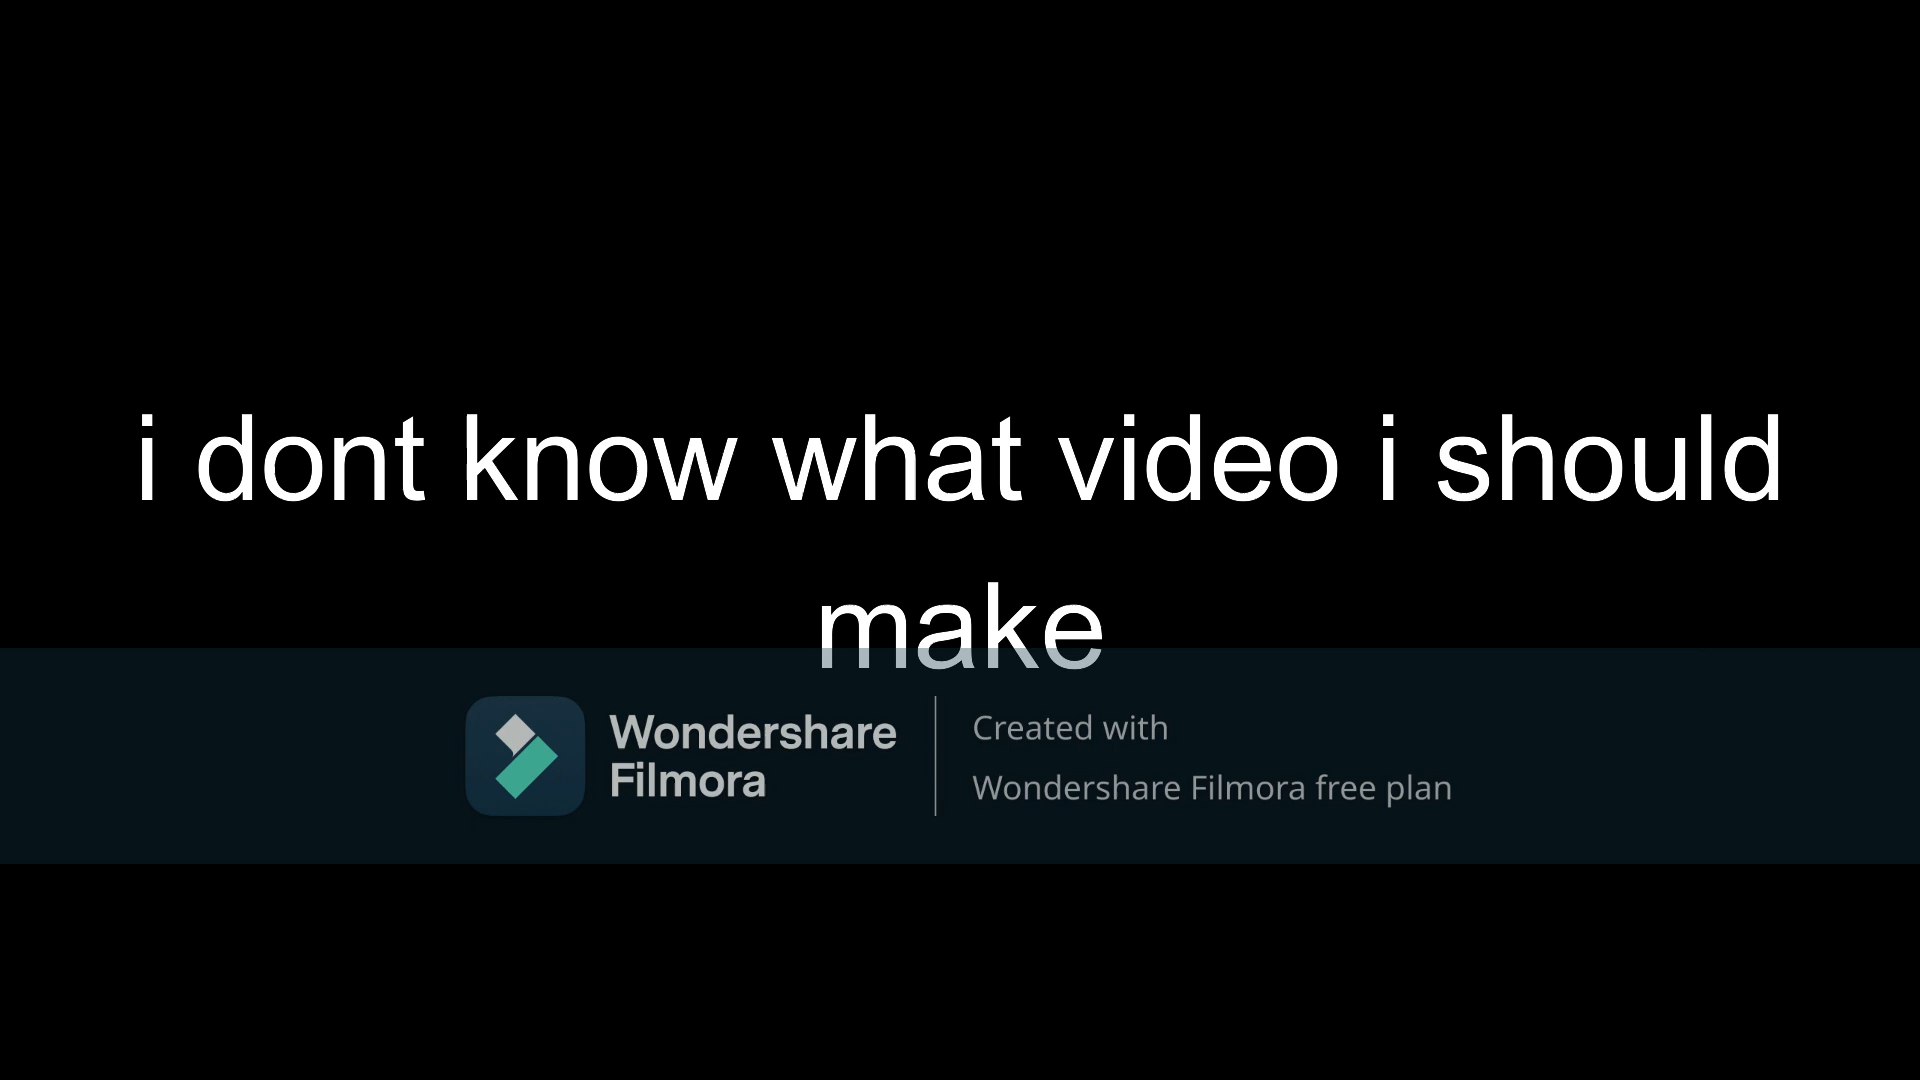 i dont know what video i should
make
Wondershare
Filmora
Created with
Wondershare Filmora free plan